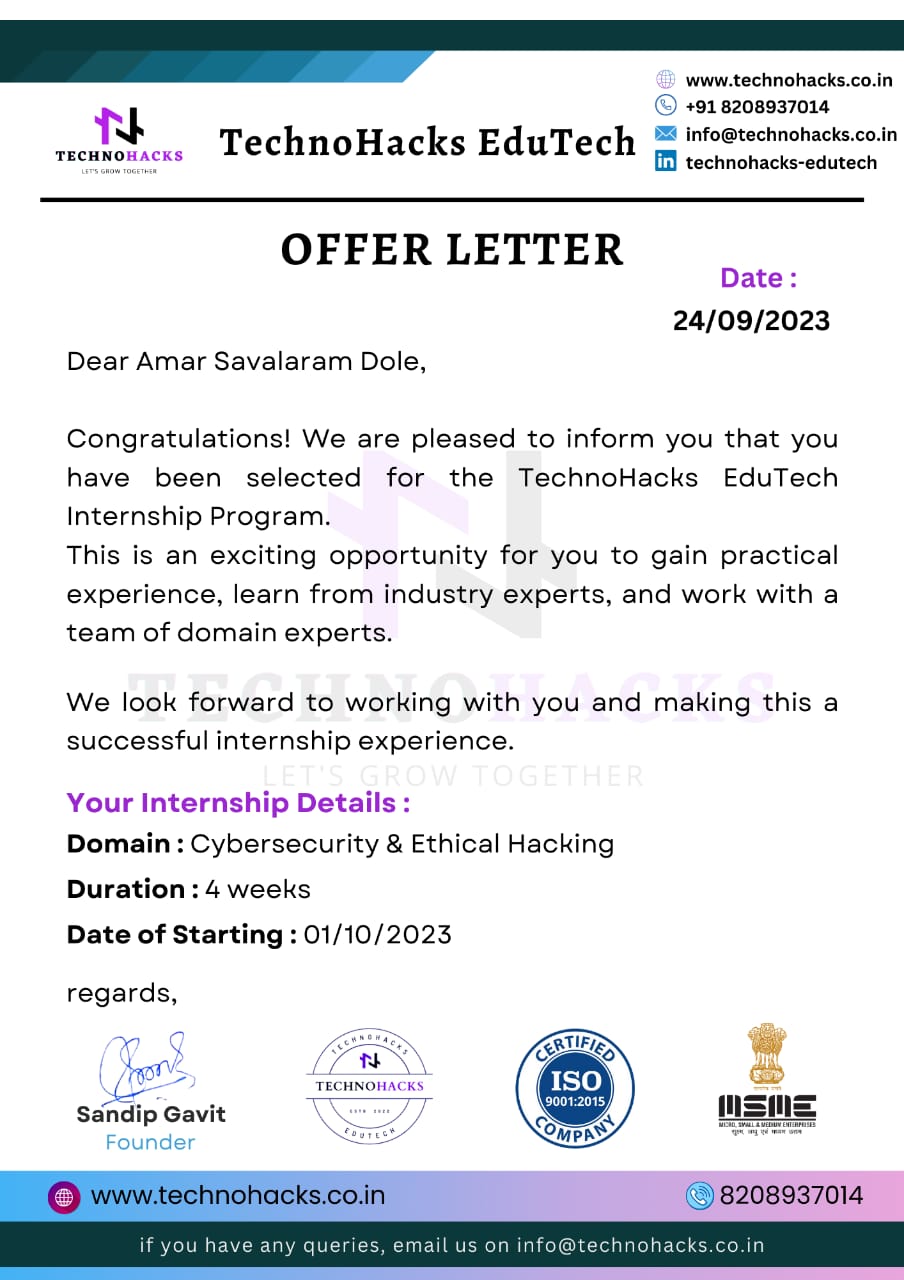 www.technohacks.co.in
+91 8208937014
info@technohacks.co.in
in technohacks-edutech
TECHNOHACKS
LET'S GROW TOGETHER
TechnoHacks EduTech
OFFER LETTER
Date :
24/09/2023
Dear Amar Savalaram Dole,
Congratulations! We are pleased to inform you that you
have been selected for the TechnoHacks EduTech
Internship Program.
This is an exciting opportunity for you to gain practical
experience, learn from industry experts, and work with a
team of domain experts.
TECHNOHACKS
We look forward to working with you and making this a
successful internship experience.
LET'S GROW TOGETHER
Your Internship Details :
Domain : Cybersecurity & Ethical Hacking
Duration : 4 weeks
Date of Starting : 01/10/2023
regards,
Sandip Gavit
Founder
TECHNOHACKS
TECHNOHACKS
ESTD 2022
EDUTECH
CERTIFIED
ISO
9001:2015
COMPANY
MSME
MICRO, SMALL & MEDIUM ENTERPRISES
सूक्ष्म, लघु एवं मध्यम उद्यम
www.technohacks.co.in
8208937014
if you have any queries, email us on info@technohacks.co.in